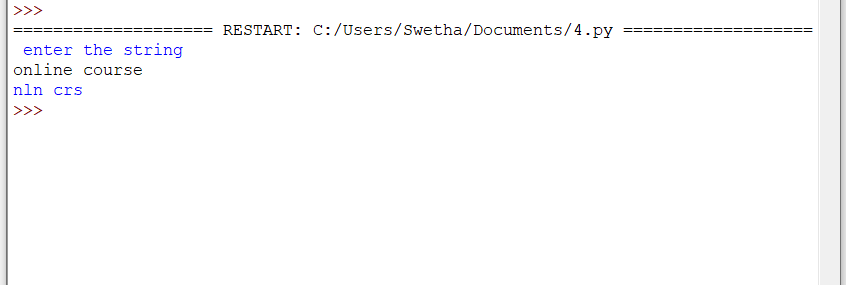 >>>
==================== RESTART: C:/Users/Swetha/Documents/4.py ===================
 enter the string
online course
nln crs
>>>